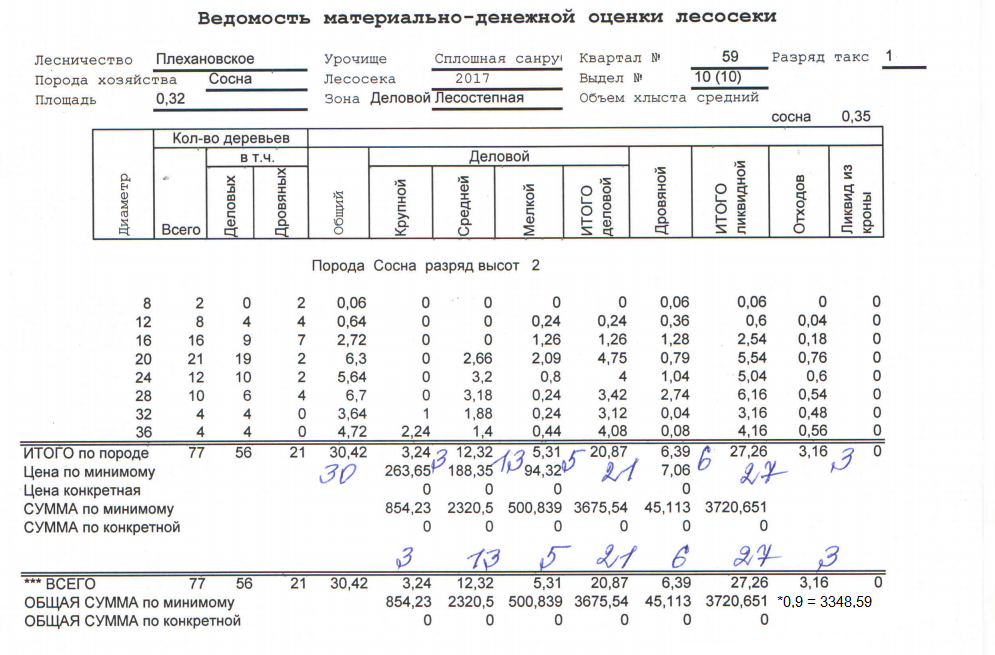 Ведомость материально-денежной оценки лесосеки
Лесничество Плехановское Урочище Сплошная санру Квартал № 59 Разряд такс 1
Порода хозяйства Сосна Лесосека 2017 Выдел № 10 (10)
Площадь 0,32 Зона Деловой Лесостепная Объем хлыста средний
сосна 0,35
Кол-во деревьев
в т.ч. Деловой
Диаметр Всего Деловых Дровяных Общий Крупной Средней Мелкой ИТОГО деловой Дровяной ИТОГО ликвидной Отходов Ликвид из кроны
Порода Сосна разряд высот 2
8 2 0 2 0,06 0 0 0 0 0,06 0,06 0 0
12 8 4 4 0,64 0 0 0,24 0,24 0,36 0,6 0,04 0
16 16 9 7 2,72 0 0 1,26 1,26 1,28 2,54 0,18 0
20 21 19 2 6,3 0 2,66 2,09 4,75 0,79 5,54 0,76 0
24 12 10 2 5,64 0 3,2 0,8 4 1,04 5,04 0,6 0
28 10 6 4 6,7 0 3,18 0,24 3,42 2,74 6,16 0,54 0
32 4 4 0 3,64 1 1,88 0,24 3,12 0,04 3,16 0,48 0
36 4 4 0 4,72 2,24 1,4 0,44 4,08 0,08 4,16 0,56 0
ИТОГО по породе 77 56 21 30,42 3,24 12,32 5,31 20,87 6,39 27,26 3,16 0
30 3 13 5 21 6 27 3
Цена по минимому 263,65 188,35 94,32 7,06
Цена конкретная 0 0 0 0
СУММА по минимому 854,23 2320,5 500,839 3675,54 45,113 3720,651
СУММА по конкретной 0 0 0 0 0 0
3 13 5 21 6 27 3
*** ВСЕГО 77 56 21 30,42 3,24 12,32 5,31 20,87 6,39 27,26 3,16 0
ОБЩАЯ СУММА по минимому 854,23 2320,5 500,839 3675,54 45,113 3720,651 *0,9 = 3348,59
ОБЩАЯ СУММА по конкретной 0 0 0 0 0 0